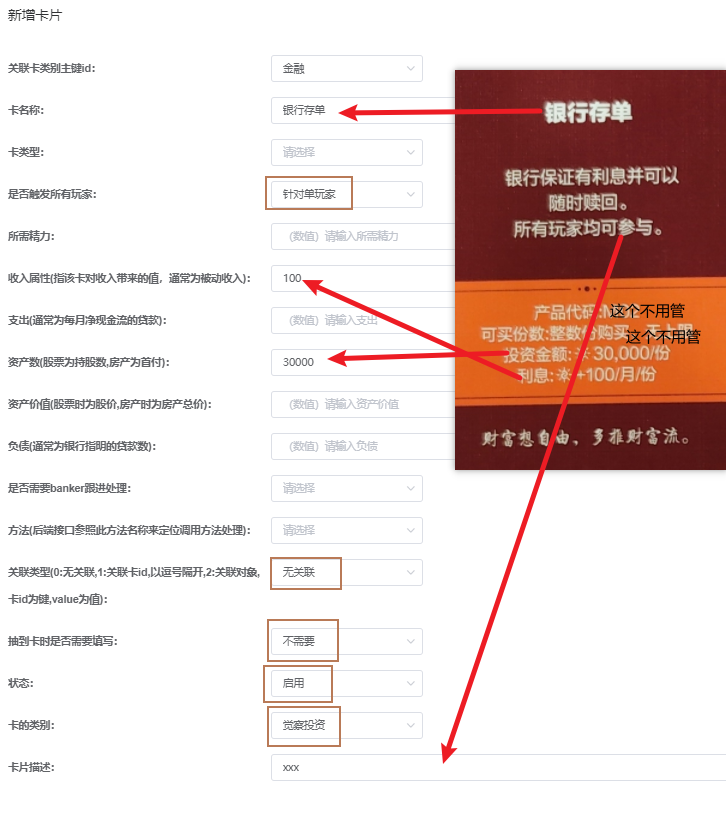 新增卡片
关联卡类别主键id:
金融
卡名称:
银行存单
卡类型:
请选择
是否触发所有玩家:
针对单玩家
所需精力:
（数值）请输入所需精力
收入属性(指该卡对收入带来的值，通常为被动收入):
100
支出(通常为每月净现金流的贷款):
（数值）请输入支出
资产数(股票为持股数,房产为首付):
30000
资产价值(股票时为股价,房产时为房产总价):
（数值）请输入资产价值
负债(通常为银行指明的贷款数):
（数值）请输入负债
是否需要banker跟进处理:
请选择
方法(后端接口参照此方法名称来定位调用方法处理):
请选择
关联类型(0:无关联,1:关联卡id,以逗号隔开,2:关联对象,
卡id为键,value为值):
无关联
抽到卡时是否需要填写:
不需要
状态:
启用
卡的类别:
觉察投资
卡片描述:
xxx
银行存单
银行保证有利息并可以
随时赎回。
所有玩家均可参与。
产品代码:
这个不用管
可买份数:整数份购买
这个不用管
投资金额: 30,000/份
利息: +100/月/份
财富想自由，多推财富流。